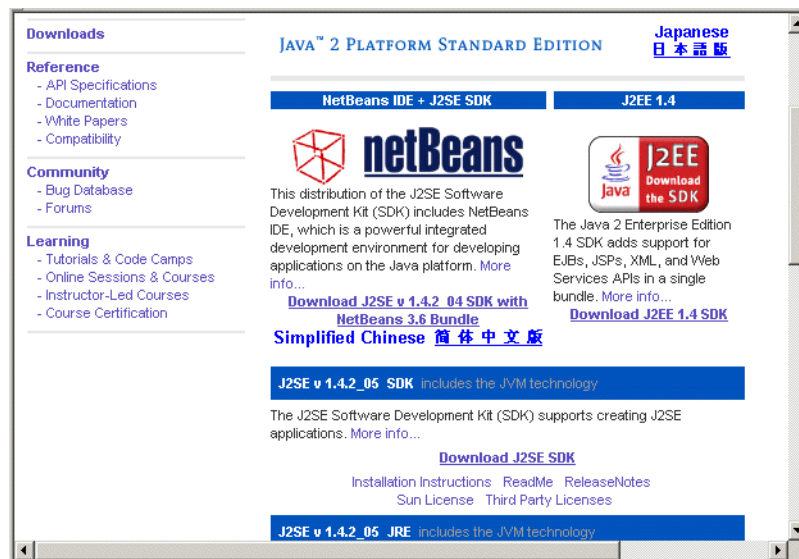 Downloads
Reference
- API Specifications
- Documentation
- White Papers
- Compatibility
Community
- Bug Database
- Forums
Learning
- Tutorials & Code Camps
- Online Sessions & Courses
- Instructor-Led Courses
- Course Certification
JAVA™ 2 PLATFORM STANDARD EDITION
Japanese
日本語版
NetBeans IDE + J2SE SDK
netBeans
This distribution of the J2SE Software
Development Kit (SDK) includes NetBeans
IDE, which is a powerful integrated
development environment for developing
applications on the Java platform. More
info...
Download J2SE v 1.4.2_04 SDK with
NetBeans 3.6 Bundle
Simplified Chinese 简体中文版
J2EE 1.4
Java
J2EE
Download
the SDK
The Java 2 Enterprise Edition
1.4 SDK adds support for
EJBs, JSPs, XML, and Web
Services APIs in a single
bundle. More info...
Download J2EE 1.4 SDK
J2SE v 1.4.2_05 SDK includes the JVM technology
The J2SE Software Development Kit (SDK) supports creating J2SE
applications. More info...
Download J2SE SDK
Installation Instructions ReadMe ReleaseNotes
Sun License Third Party Licenses
J2SE v 1.4.2_05 JRE includes the JVM technology